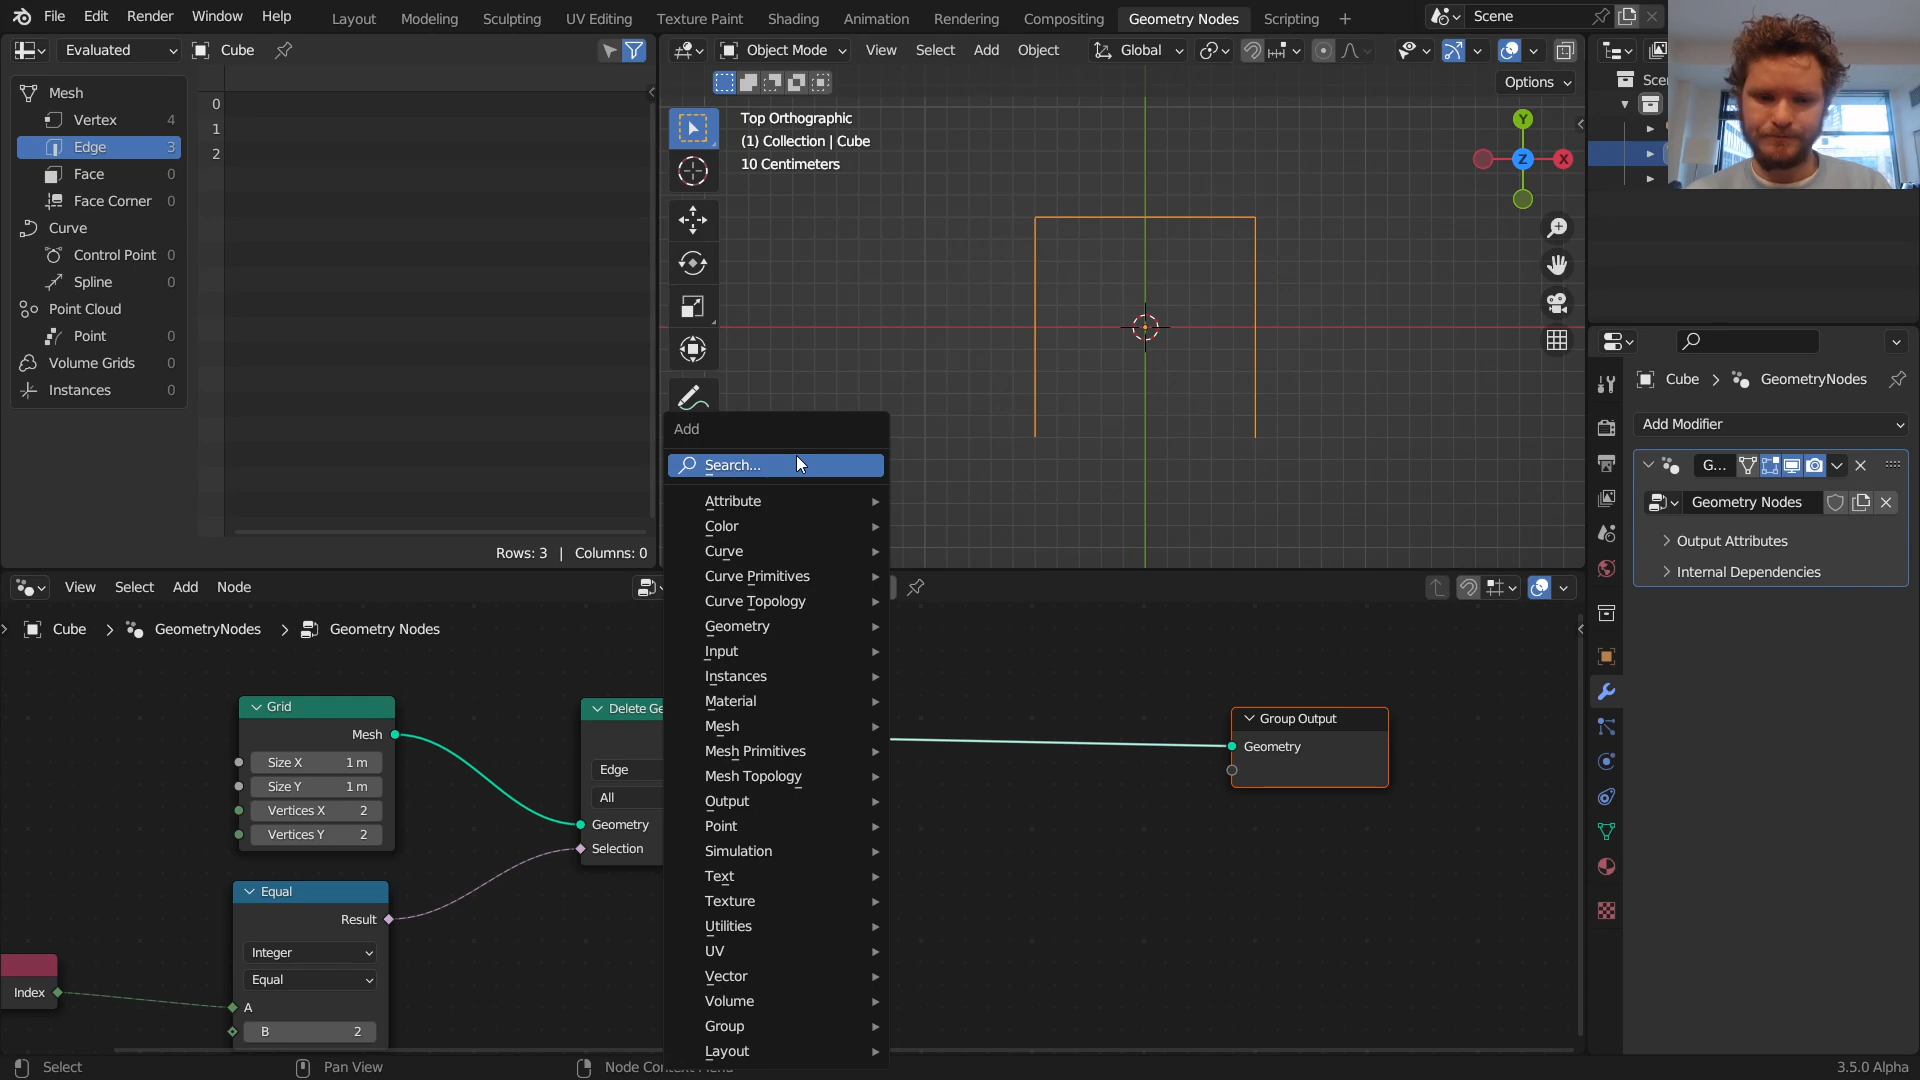 File Edit Render Window Help
Layout Modeling Sculpting UV Editing Texture Paint Shading Animation Rendering Compositing Geometry Nodes Scripting +
Scene
Evaluated Cube
Object Mode View Select Add Object Global
Options
Mesh
Vertex 4
Edge 3
Face 0
Face Corner 0
Curve
Control Point 0
Spline 0
Point Cloud
Point 0
Volume Grids 0
Instances 0
0
1
2
Rows: 3 | Columns: 0
Top Orthographic
(1) Collection | Cube
10 Centimeters
Y
Z X
Cube > GeometryNodes
Add Modifier
G...
Geometry Nodes
Output Attributes
Internal Dependencies
View Select Add Node
Cube > GeometryNodes > Geometry Nodes
Grid
Mesh
Size X 1 m
Size Y 1 m
Vertices X 2
Vertices Y 2
Equal
Result
Integer
Equal
A
B 2
Index
Delete Ge
Edge
All
Geometry
Selection
Add
Search...
Attribute
Color
Curve
Curve Primitives
Curve Topology
Geometry
Input
Instances
Material
Mesh
Mesh Primitives
Mesh Topology
Output
Point
Simulation
Text
Texture
Utilities
UV
Vector
Volume
Group
Layout
Group Output
Geometry
Select Pan View 3.5.0 Alpha